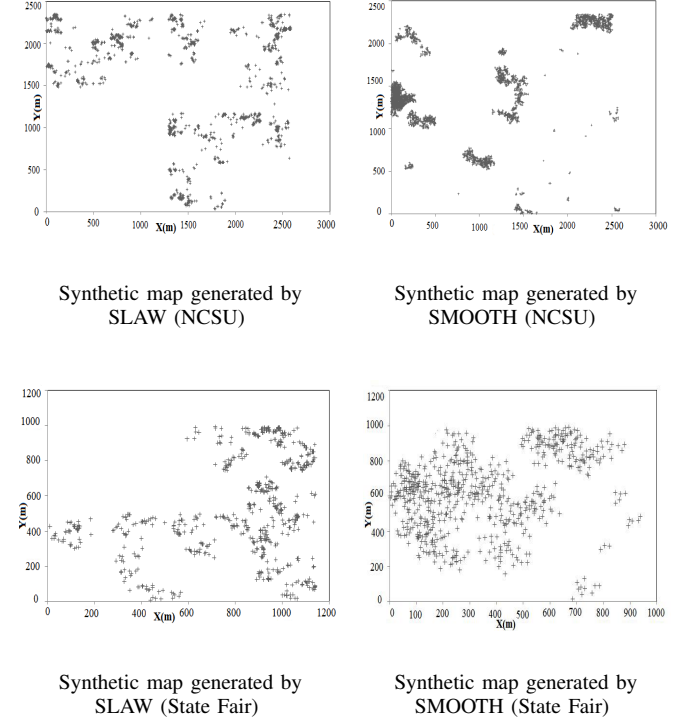 2500
2000
1500
1000
500
0
Y(m)
0 500 1000 1500 2000 2500 3000
X(m)
Synthetic map generated by
SLAW (NCSU)
2500
2000
1500
1000
500
0
Y(m)
0 500 1000 1500 2000 2500 3000
X(m)
Synthetic map generated by
SMOOTH (NCSU)
1200
1000
800
600
400
200
0
Y(m)
0 200 400 600 800 1000 1200
X(m)
Synthetic map generated by
SLAW (State Fair)
1200
1000
800
600
400
200
0
Y(m)
0 100 200 300 400 500 600 700 800 900 1000
X(m)
Synthetic map generated by
SMOOTH (State Fair)